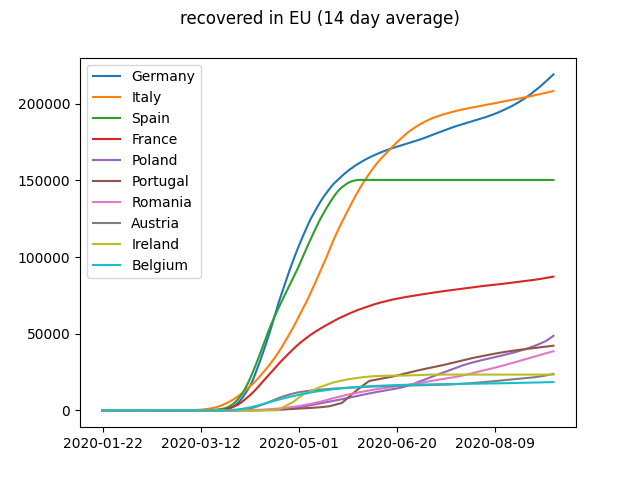 recovered in EU (14 day average)
Germany
Italy
Spain
France
Poland
Portugal
Romania
Austria
Ireland
Belgium
200000
150000
100000
50000
0
2020-01-22 2020-03-12 2020-05-01 2020-06-20 2020-08-09